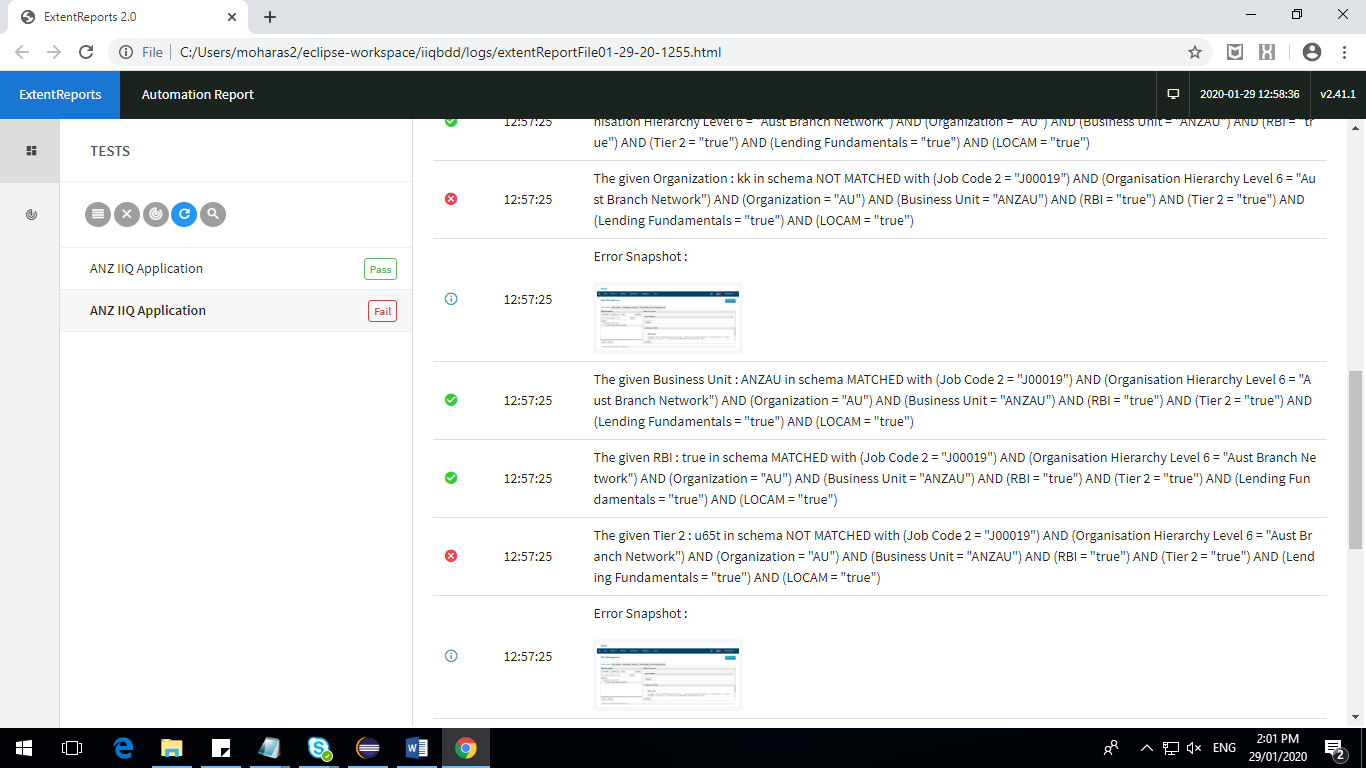 ExtentReports 2.0
File
C:/Users/moharas2/eclipse-workspace/iiqbdd/logs/extentReportFile01-29-20-1255.html
ExtentReports
Automation Report
2020-01-29 12:58:36
v2.41.1
TESTS
ANZ IIQ Application
Pass
ANZ IIQ Application
Fail
12:57:25
nisation Hierarchy Level 6 = "Aust Branch Network") AND (Organization = "AU") AND (Business Unit = "ANZAU") AND (RBI = "tr
ue") AND (Tier 2 = "true") AND (Lending Fundamentals = "true") AND (LOCAM = "true")
12:57:25
The given Organization : kk in schema NOT MATCHED with (Job Code 2 = "J00019") AND (Organisation Hierarchy Level 6 = "Au
st Branch Network") AND (Organization = "AU") AND (Business Unit = "ANZAU") AND (RBI = "true") AND (Tier 2 = "true") AND
(Lending Fundamentals = "true") AND (LOCAM = "true")
12:57:25
Error Snapshot :
12:57:25
The given Business Unit : ANZAU in schema MATCHED with (Job Code 2 = "J00019") AND (Organisation Hierarchy Level 6 = "A
ust Branch Network") AND (Organization = "AU") AND (Business Unit = "ANZAU") AND (RBI = "true") AND (Tier 2 = "true") AND
(Lending Fundamentals = "true") AND (LOCAM = "true")
12:57:25
The given RBI : true in schema MATCHED with (Job Code 2 = "J00019") AND (Organisation Hierarchy Level 6 = "Aust Branch Ne
twork") AND (Organization = "AU") AND (Business Unit = "ANZAU") AND (RBI = "true") AND (Tier 2 = "true") AND (Lending Fun
damentals = "true") AND (LOCAM = "true")
12:57:25
The given Tier 2 : u65t in schema NOT MATCHED with (Job Code 2 = "J00019") AND (Organisation Hierarchy Level 6 = "Aust Br
anch Network") AND (Organization = "AU") AND (Business Unit = "ANZAU") AND (RBI = "true") AND (Tier 2 = "true") AND (Lend
ing Fundamentals = "true") AND (LOCAM = "true")
12:57:25
Error Snapshot :
ENG
2:01 PM
29/01/2020
2